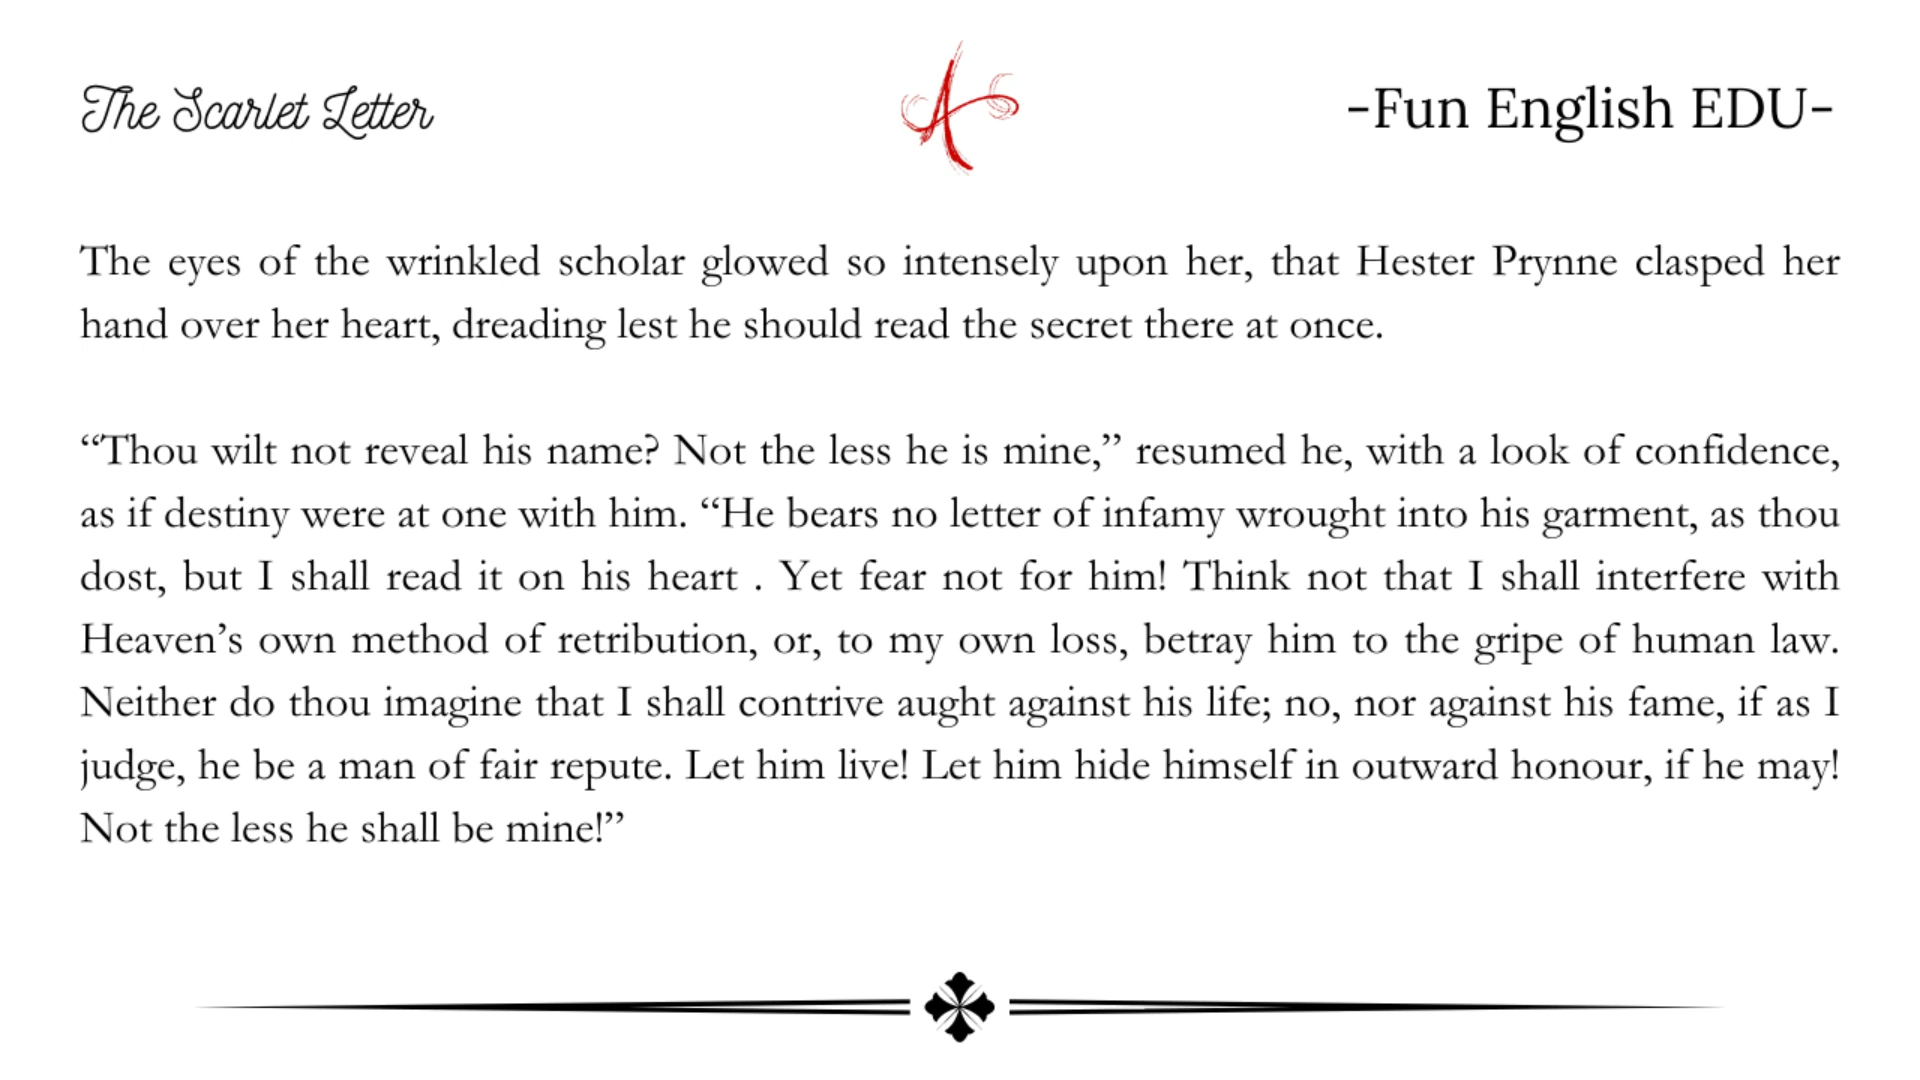 The Scarlet Letter
A
-Fun English EDU-
The eyes of the wrinkled scholar glowed so intensely upon her, that Hester Prynne clasped her
hand over her heart, dreading lest he should read the secret there at once.
“Thou wilt not reveal his name? Not the less he is mine,” resumed he, with a look of confidence,
as if destiny were at one with him. “He bears no letter of infamy wrought into his garment, as thou
dost, but I shall read it on his heart . Yet fear not for him! Think not that I shall interfere with
Heaven’s own method of retribution, or, to my own loss, betray him to the gripe of human law.
Neither do thou imagine that I shall contrive aught against his life; no, nor against his fame, if as I
judge, he be a man of fair repute. Let him live! Let him hide himself in outward honour, if he may!
Not the less he shall be mine!”